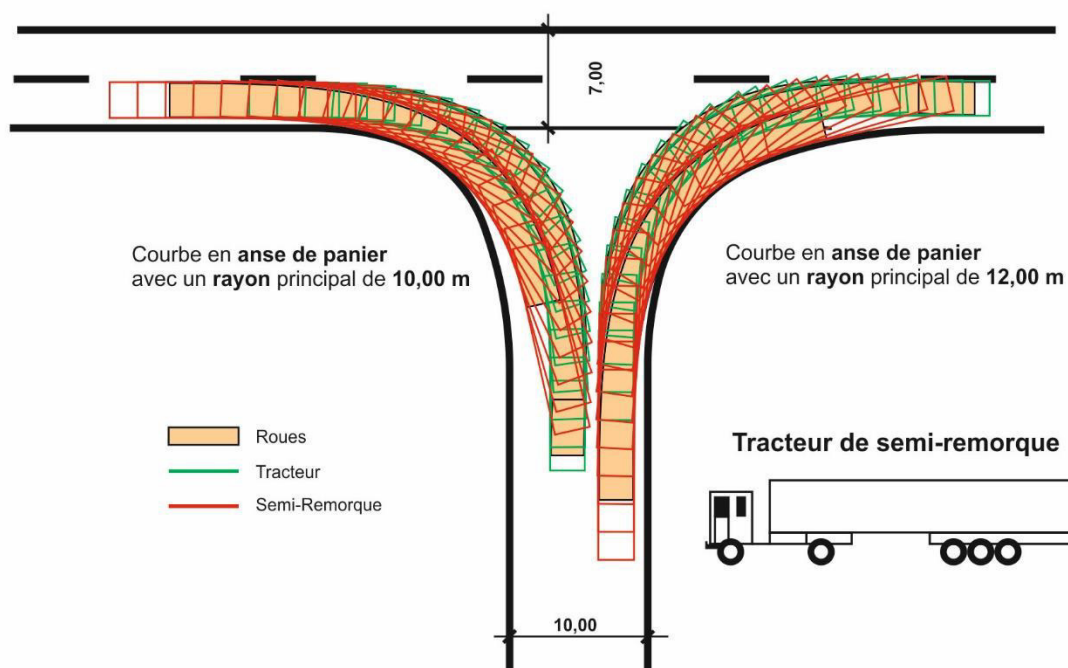 7,00
Courbe en anse de panier
avec un rayon principal de 10,00 m
Courbe en anse de panier
avec un rayon principal de 12,00 m
Roues
Tracteur
Semi-Remorque
Tracteur de semi-remorque
10,00